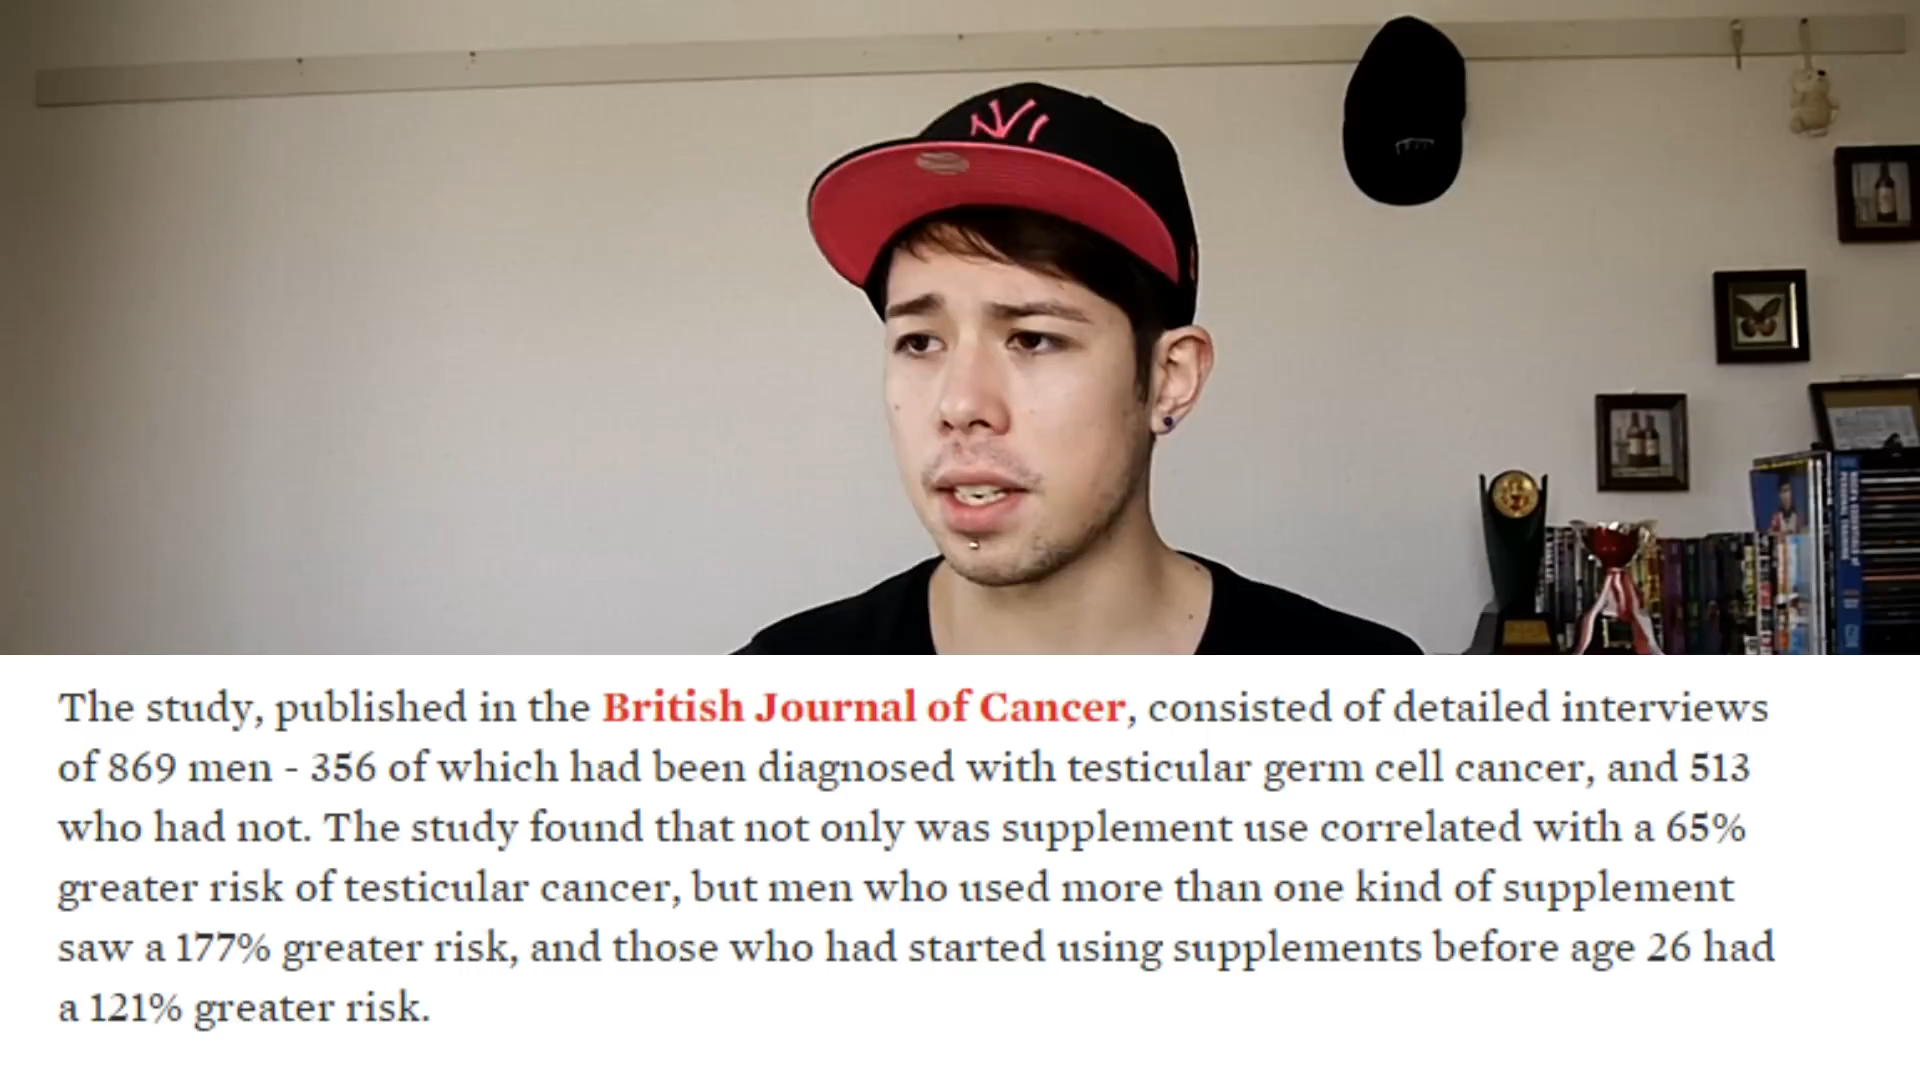 The study, published in the British Journal of Cancer, consisted of detailed interviews
of 869 men - 356 of which had been diagnosed with testicular germ cell cancer, and 513
who had not. The study found that not only was supplement use correlated with a 65%
greater risk of testicular cancer, but men who used more than one kind of supplement
saw a 177% greater risk, and those who had started using supplements before age 26 had
a 121% greater risk.